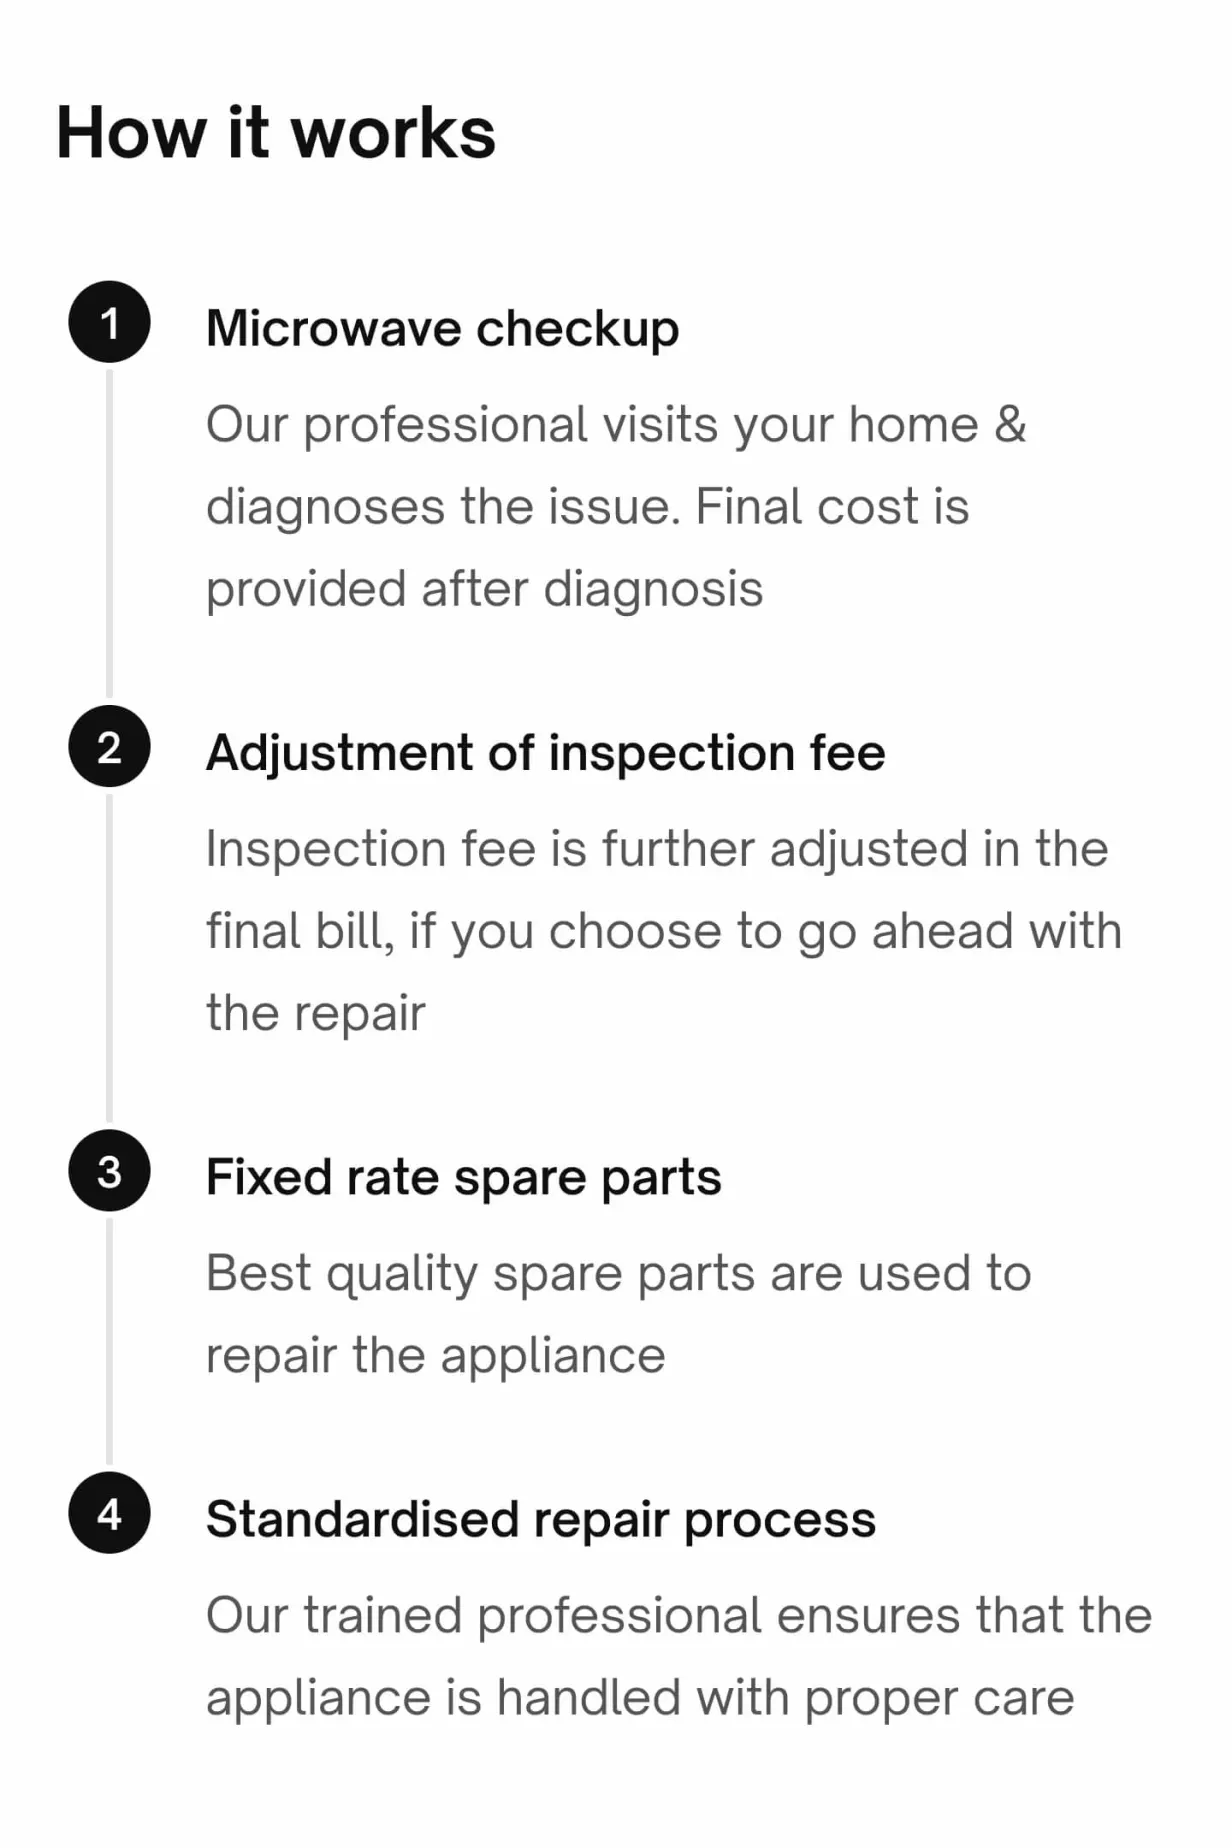 How it works
1
Microwave checkup
Our professional visits your home &
diagnoses the issue. Final cost is
provided after diagnosis
2
Adjustment of inspection fee
Inspection fee is further adjusted in the
final bill, if you choose to go ahead with
the repair
3
Fixed rate spare parts
Best quality spare parts are used to
repair the appliance
4
Standardised repair process
Our trained professional ensures that the
appliance is handled with proper care